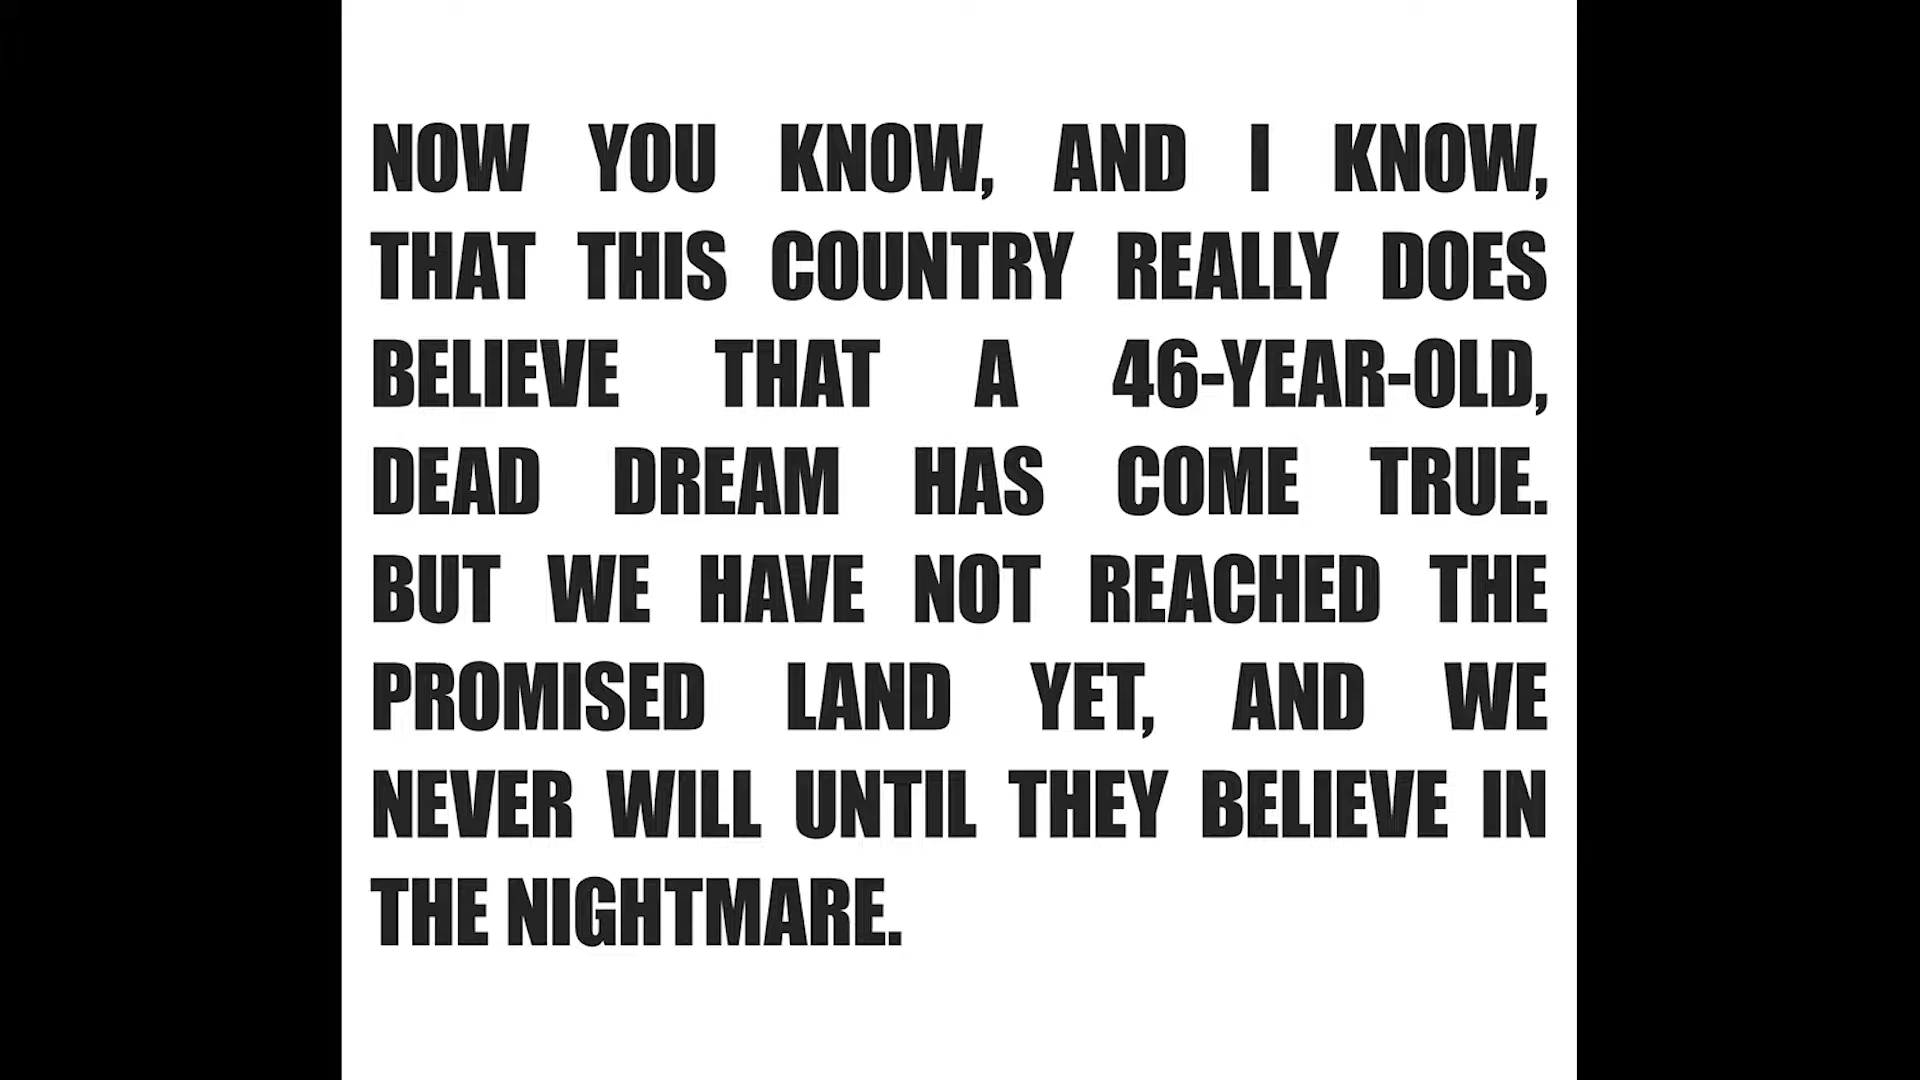 NOW YOU KNOW, AND I KNOW,
THAT THIS COUNTRY REALLY DOES
BELIEVE THAT A 46-YEAR-OLD,
DEAD DREAM HAS COME TRUE.
BUT WE HAVE NOT REACHED THE
PROMISED LAND YET, AND WE
NEVER WILL UNTIL THEY BELIEVE IN
THE NIGHTMARE.